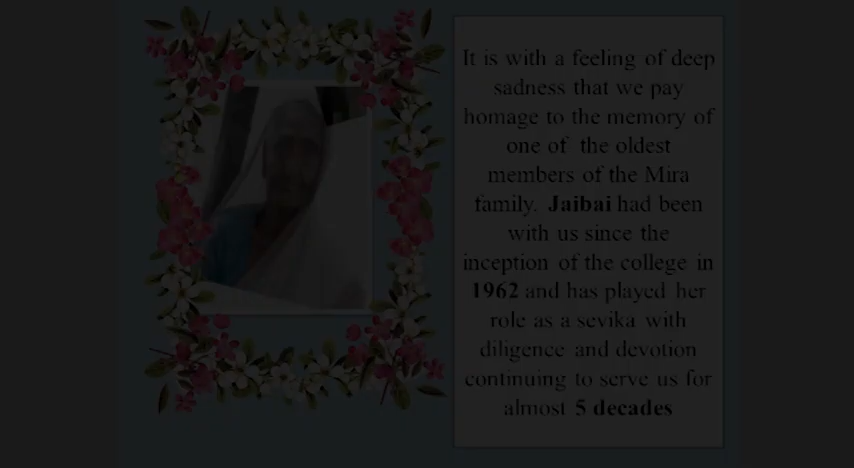 It is with a feeling of deep
sadness that we pay
homage to the memory of
one of the oldest
members of the Mira
family. Jaibai had been
with us since the
inception of the college in
1962 and has played her
role as a sevika with
diligence and devotion
continuing to serve us for
almost 5 decades